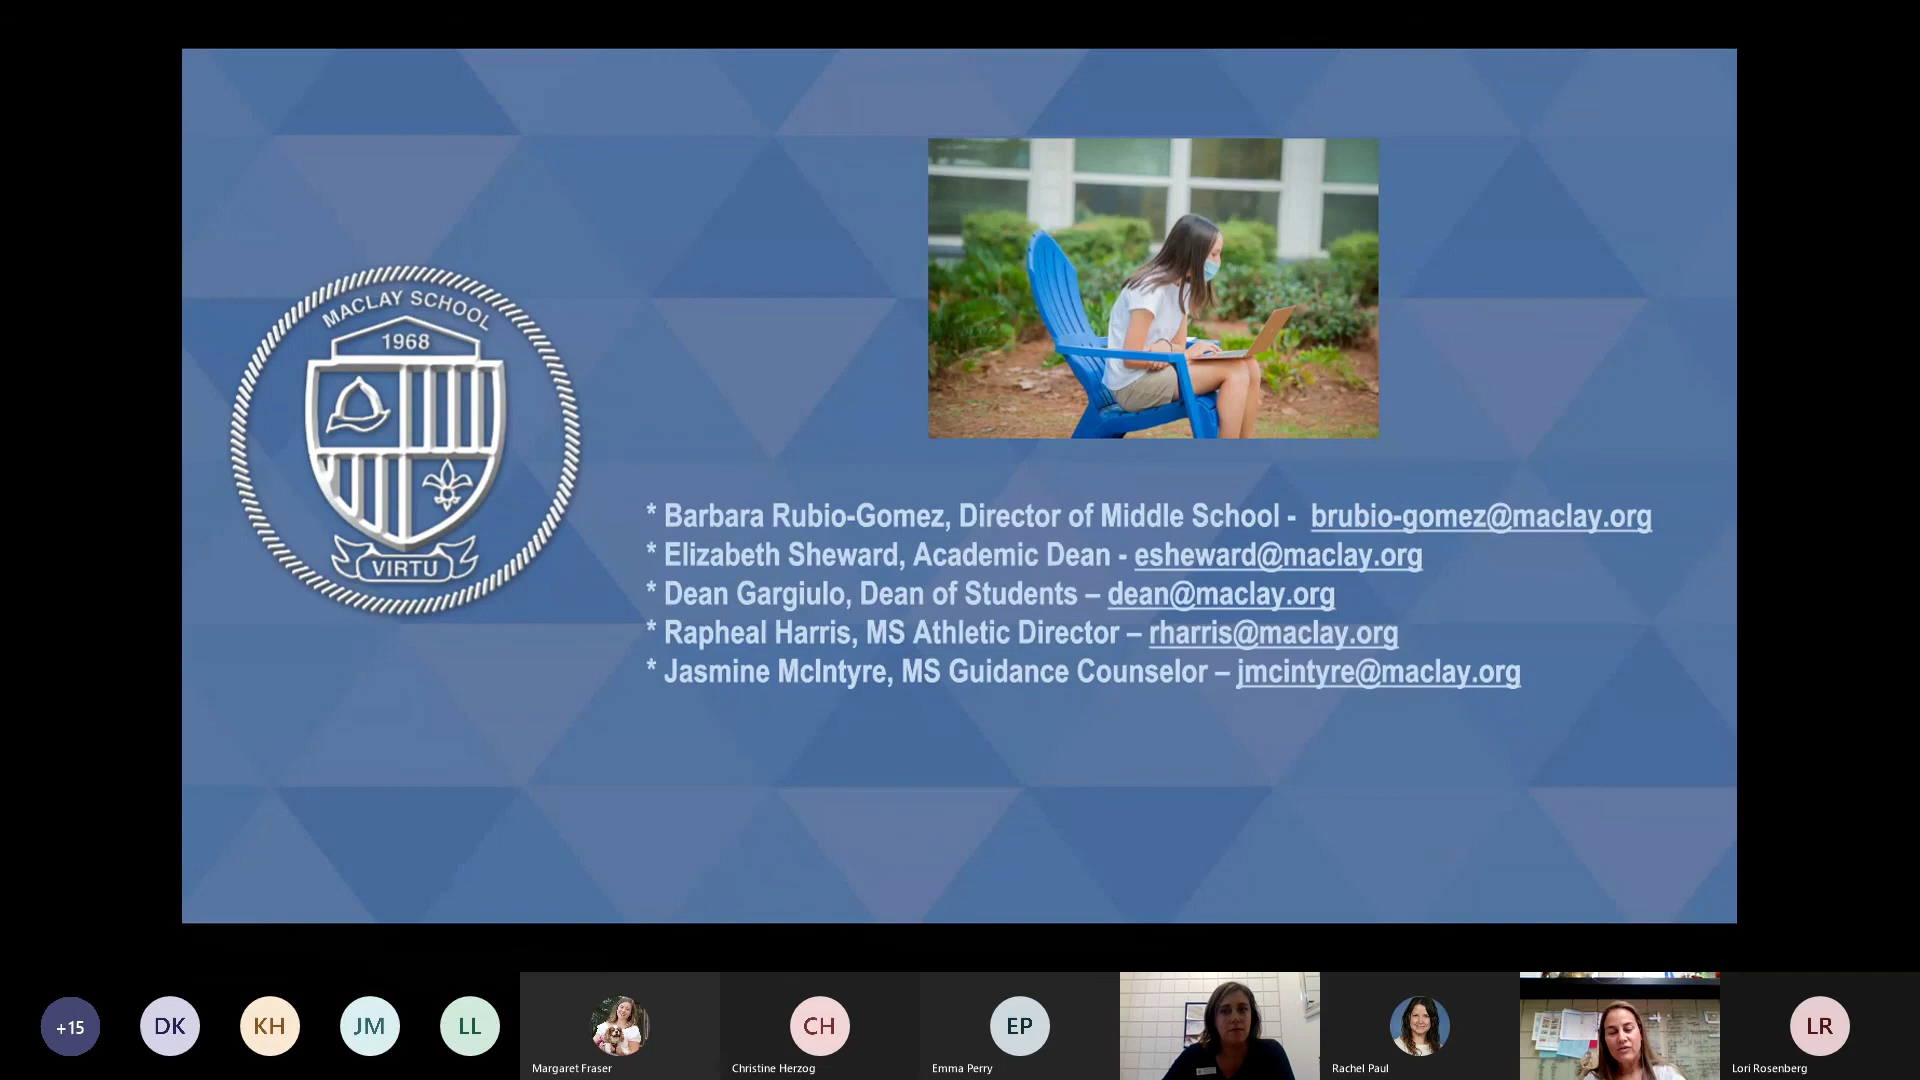 MACLAY SCHOOL
1968
VIRTU
* Barbara Rubio-Gomez, Director of Middle School - brubio-gomez@maclay.org
* Elizabeth Sheward, Academic Dean - esheward@maclay.org
* Dean Gargiulo, Dean of Students – dean@maclay.org
* Rapheal Harris, MS Athletic Director – rharris@maclay.org
* Jasmine McIntyre, MS Guidance Counselor – jmcintyre@maclay.org
+15
DK
KH
JM
LL
Margaret Fraser
CH
Christine Herzog
EP
Emma Perry
Rachel Paul
LR
Lori Rosenberg